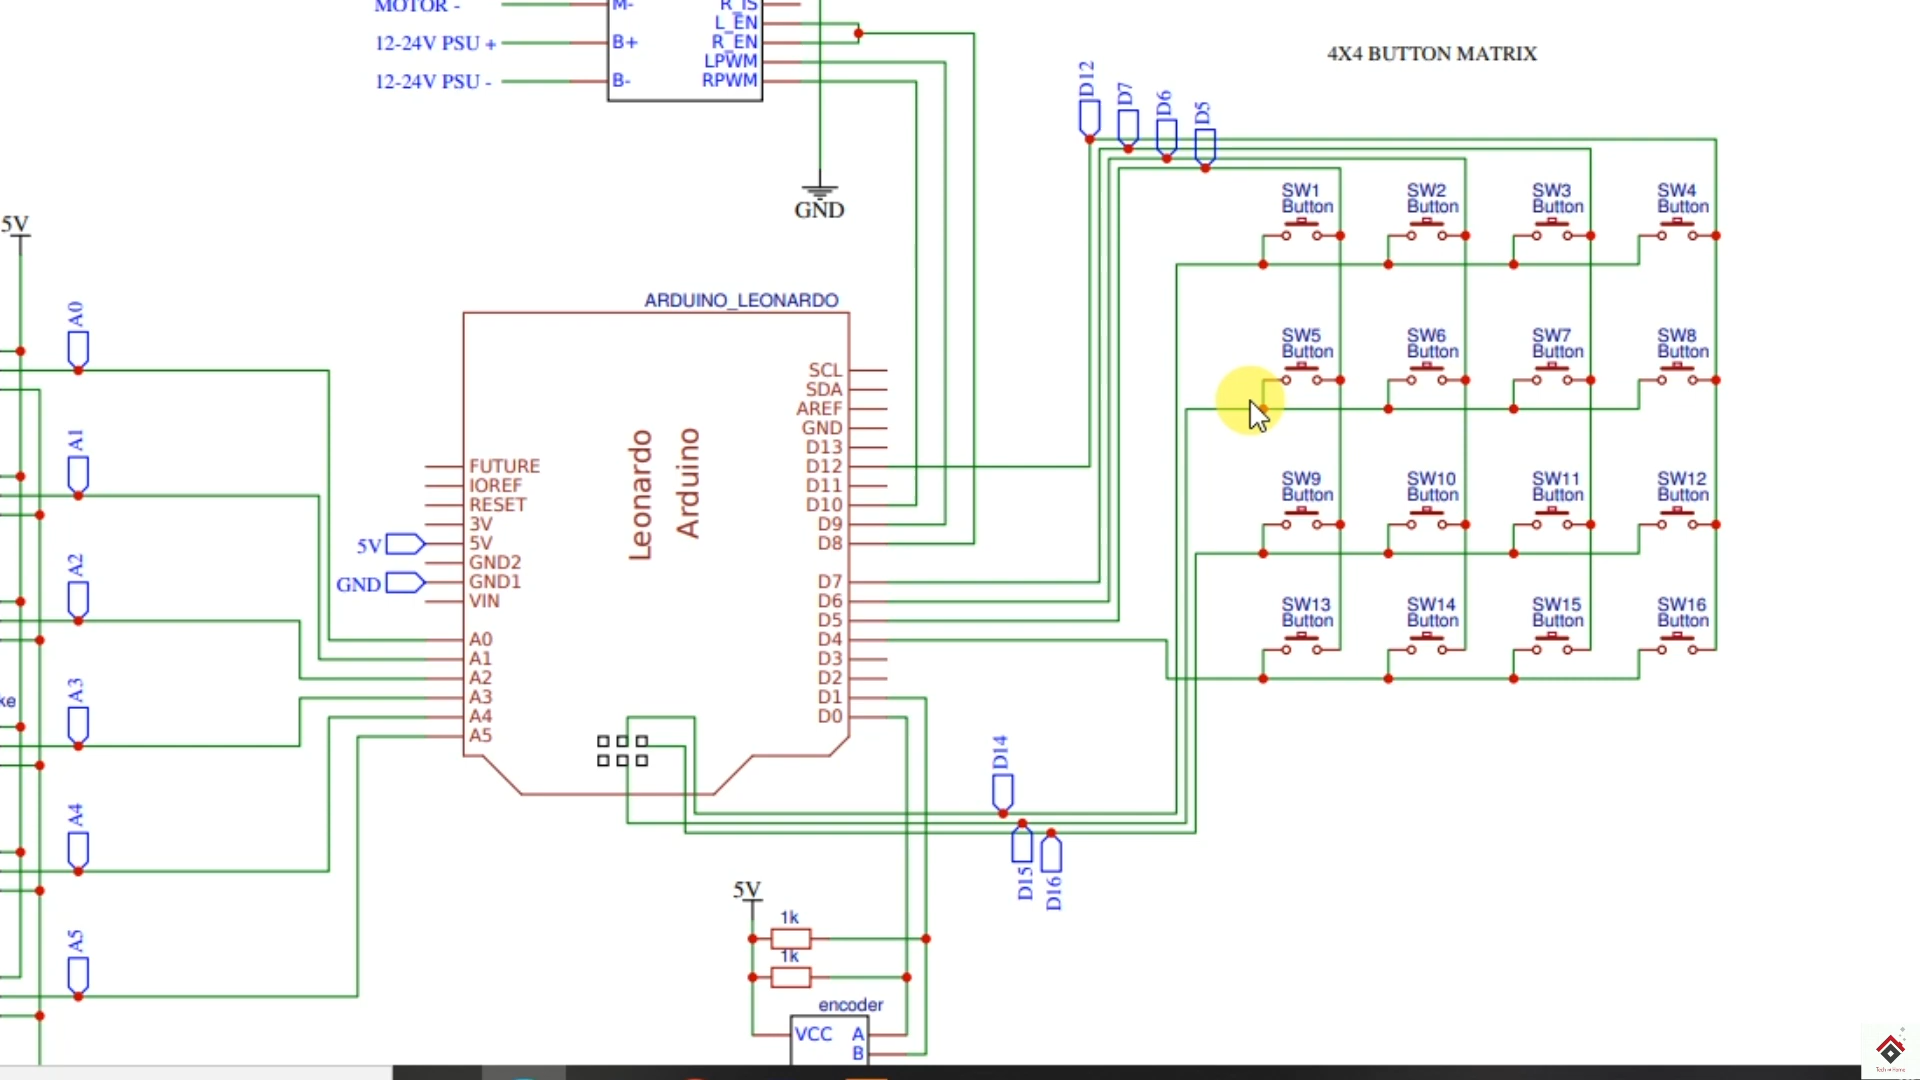 MOTOR -
M-
R_IS
L_EN
12-24V PSU +
B+
R_EN
LPWM
12-24V PSU -
B-
RPWM
GND
4X4 BUTTON MATRIX
D12
D7
D6
D5
SW1
Button
SW2
Button
SW3
Button
SW4
Button
SW5
Button
SW6
Button
SW7
Button
SW8
Button
SW9
Button
SW10
Button
SW11
Button
SW12
Button
SW13
Button
SW14
Button
SW15
Button
SW16
Button
5V
A0
A1
A2
A3
A4
A5
ke
ARDUINO_LEONARDO
Leonardo
Arduino
FUTURE
IOREF
RESET
3V
5V
5V
GND2
GND
GND1
VIN
A0
A1
A2
A3
A4
A5
SCL
SDA
AREF
GND
D13
D12
D11
D10
D9
D8
D7
D6
D5
D4
D3
D2
D1
D0
D14
D15
D16
5V
1k
1k
encoder
VCC
A
B